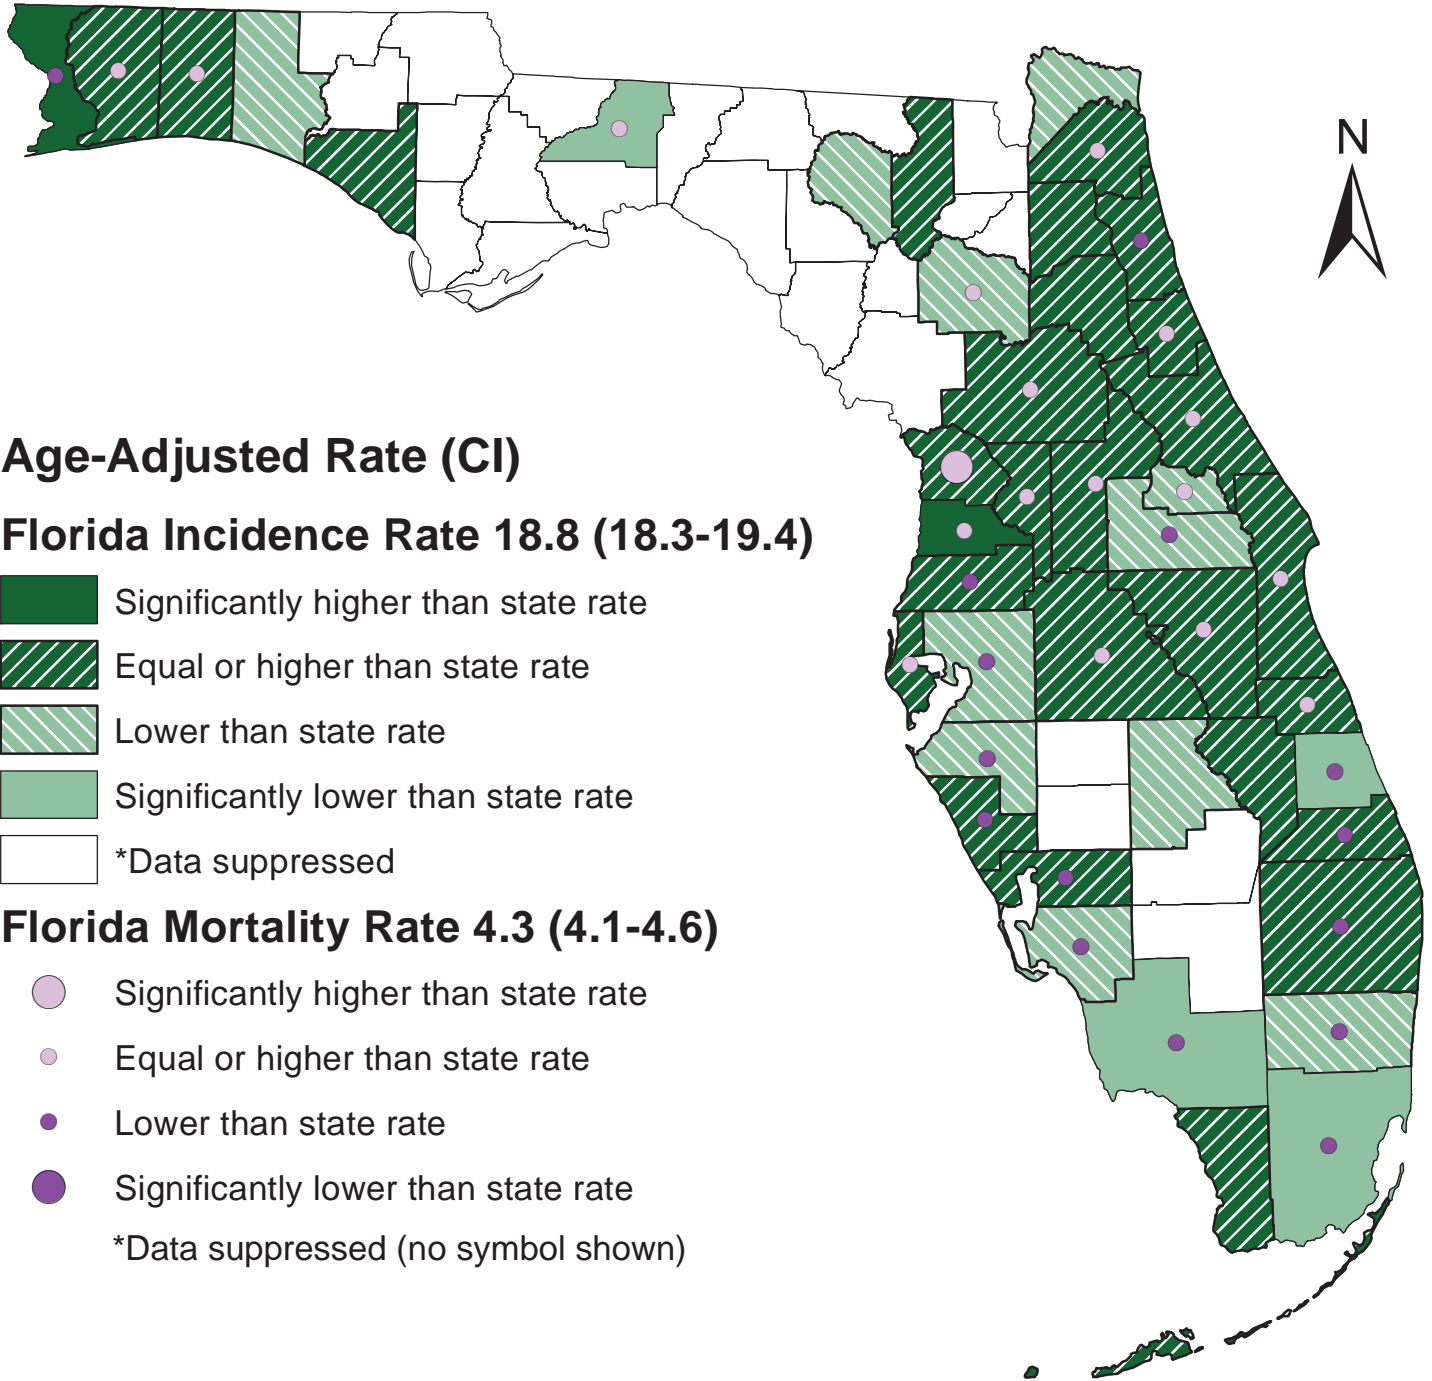 N
Age-Adjusted Rate (CI)
Florida Incidence Rate 18.8 (18.3-19.4)
Significantly higher than state rate
Equal or higher than state rate
Lower than state rate
Significantly lower than state rate
*Data suppressed
Florida Mortality Rate 4.3 (4.1-4.6)
Significantly higher than state rate
Equal or higher than state rate
Lower than state rate
Significantly lower than state rate
*Data suppressed (no symbol shown)